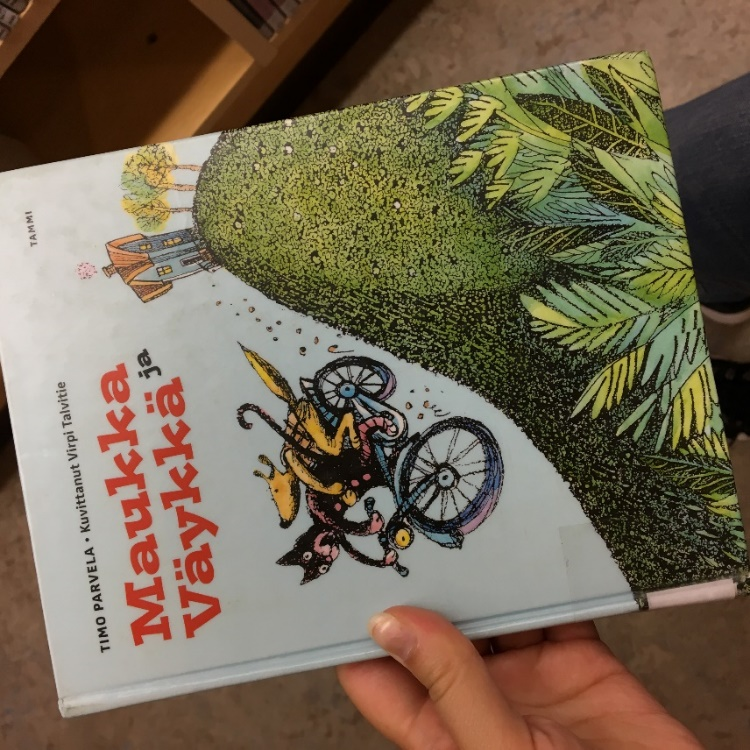 TIMO PARVELA • Kuvittanut Virpi Talvitie
Maukka ja
Väykkä
TAMMI